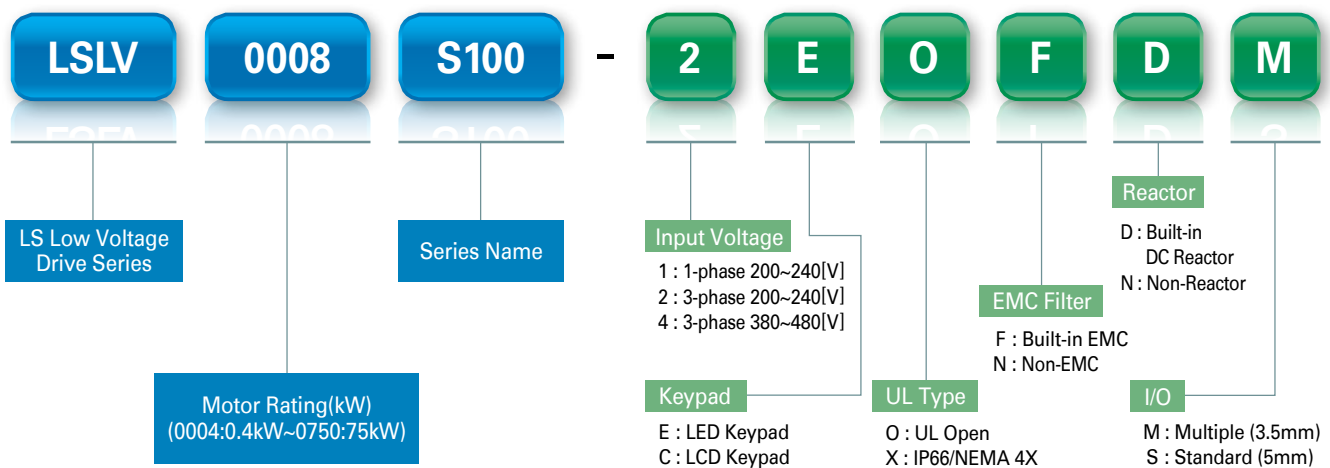 LSLV 0008 S100 - 2 E O F D M
LS Low Voltage
Drive Series
Motor Rating(kW)
(0004:0.4kW~0750:75kW)
Series Name
Input Voltage
1 : 1-phase 200~240[V]
2 : 3-phase 200~240[V]
4 : 3-phase 380~480[V]
Keypad
E : LED Keypad
C : LCD Keypad
UL Type
O : UL Open
X : IP66/NEMA 4X
EMC Filter
F : Built-in EMC
N : Non-EMC
Reactor
D : Built-in
DC Reactor
N : Non-Reactor
I/O
M : Multiple (3.5mm)
S : Standard (5mm)